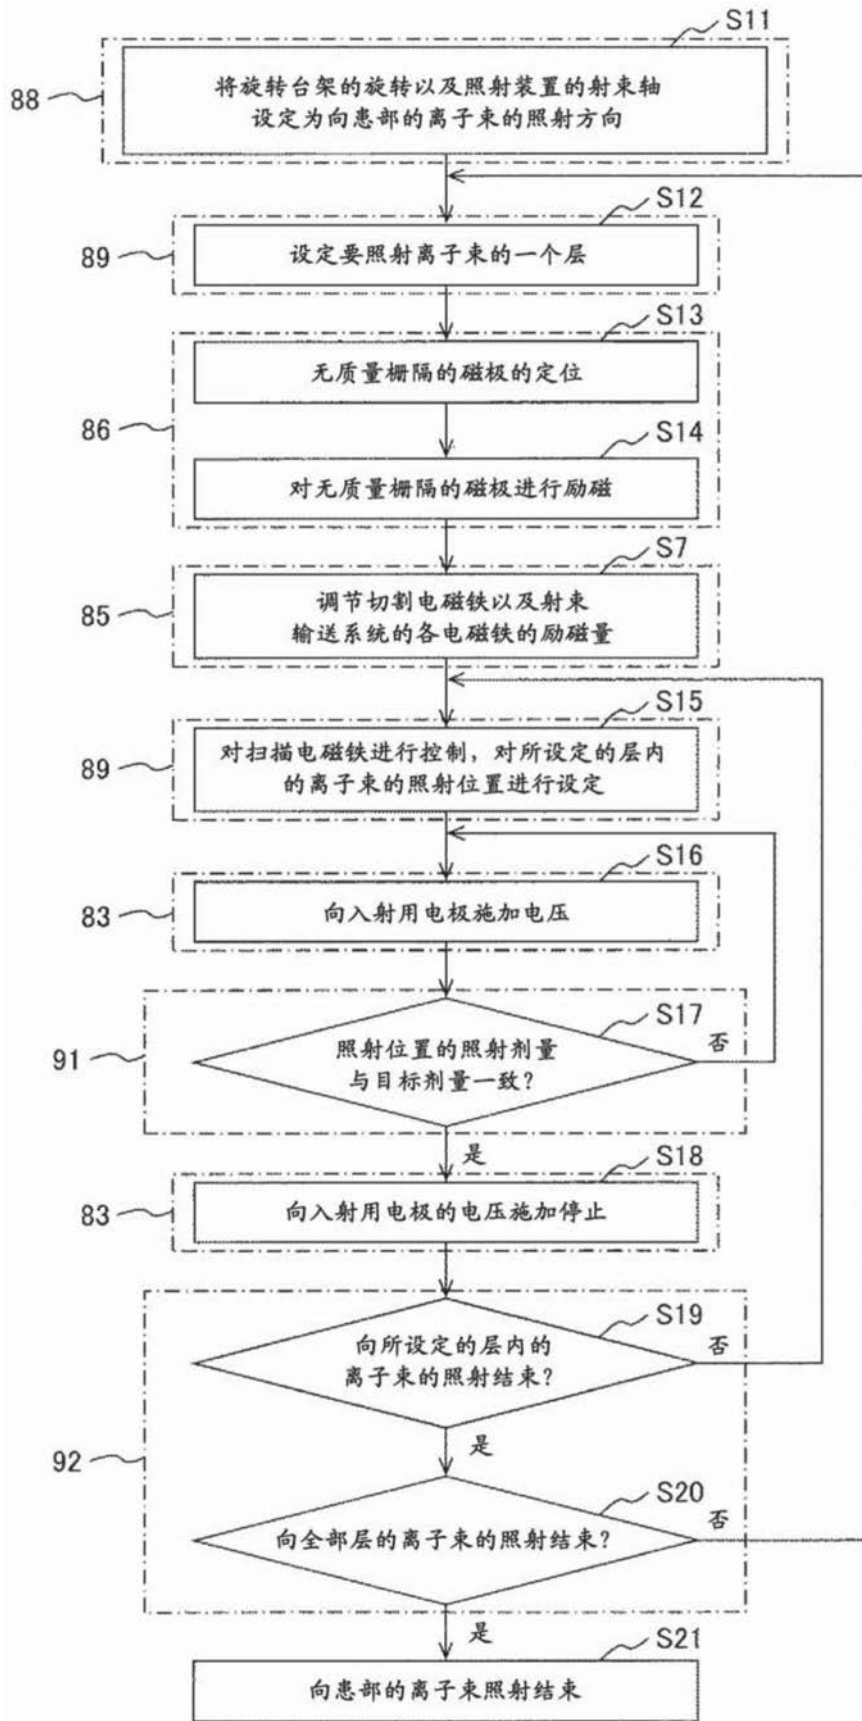 S11
88
将旋转台架的旋转以及照射装置的射束轴
设定为向患部的离子束的照射方向
S12
89
设定要照射离子束的一个层
S13
无质量栅隔的磁极的定位
86
S14
对无质量栅隔的磁极进行励磁
S7
85
调节切割电磁铁以及射束
输送系统的各电磁铁的励磁量
S15
89
对扫描电磁铁进行控制，对所设定的层内
的离子束的照射位置进行设定
S16
83
向入射用电极施加电压
S17
否
91
照射位置的照射剂量
与目标剂量一致？
是
S18
83
向入射用电极的电压施加停止
S19
否
向所设定的层内的
离子束的照射结束？
92
是
S20
否
向全部层的离子束的照射结束？
是
S21
向患部的离子束照射结束